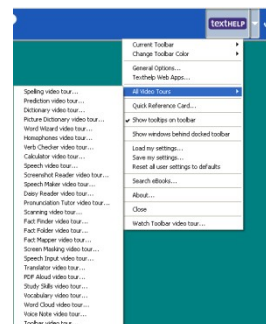 texthelp
Current Toolbar
Change Toolbar Color
General Options...
Texthelp Web Apps...
All Video Tours
Quick Reference Card...
Show tooltips on toolbar
Show windows behind docked toolbar
Load my settings...
Save my settings...
Reset all user settings to defaults
Search eBooks...
About...
Close
Watch Toolbar video tour...
Spelling video tour...
Prediction video tour...
Dictionary video tour...
Picture Dictionary video tour...
Word Wizard video tour...
Homophones video tour...
Verb Checker video tour...
Calculator video tour...
Speech video tour...
Screenshot Reader video tour...
Speech Maker video tour...
Daisy Reader video tour...
Pronunciation Tutor video tour...
Scanning video tour...
Fact Finder video tour...
Fact Folder video tour...
Fact Mapper video tour...
Screen Masking video tour...
Speech Input video tour...
Translator video tour...
PDF Aloud video tour...
Study Skills video tour...
Vocabulary video tour...
Word Cloud video tour...
Voice Note video tour...
Toolbar video tour...